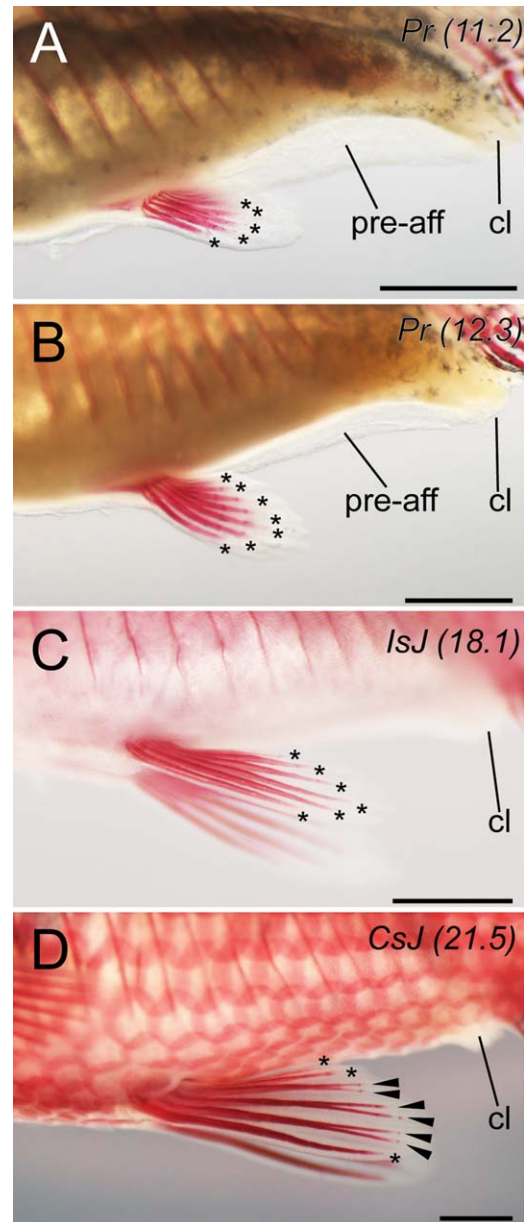 A
Pr (11.2)
* * * * *
pre-aff
cl
B
Pr (12.3)
* * * * * * *
pre-aff
cl
C
IsJ (18.1)
* * * * * *
cl
D
CsJ (21.5)
* * *
cl